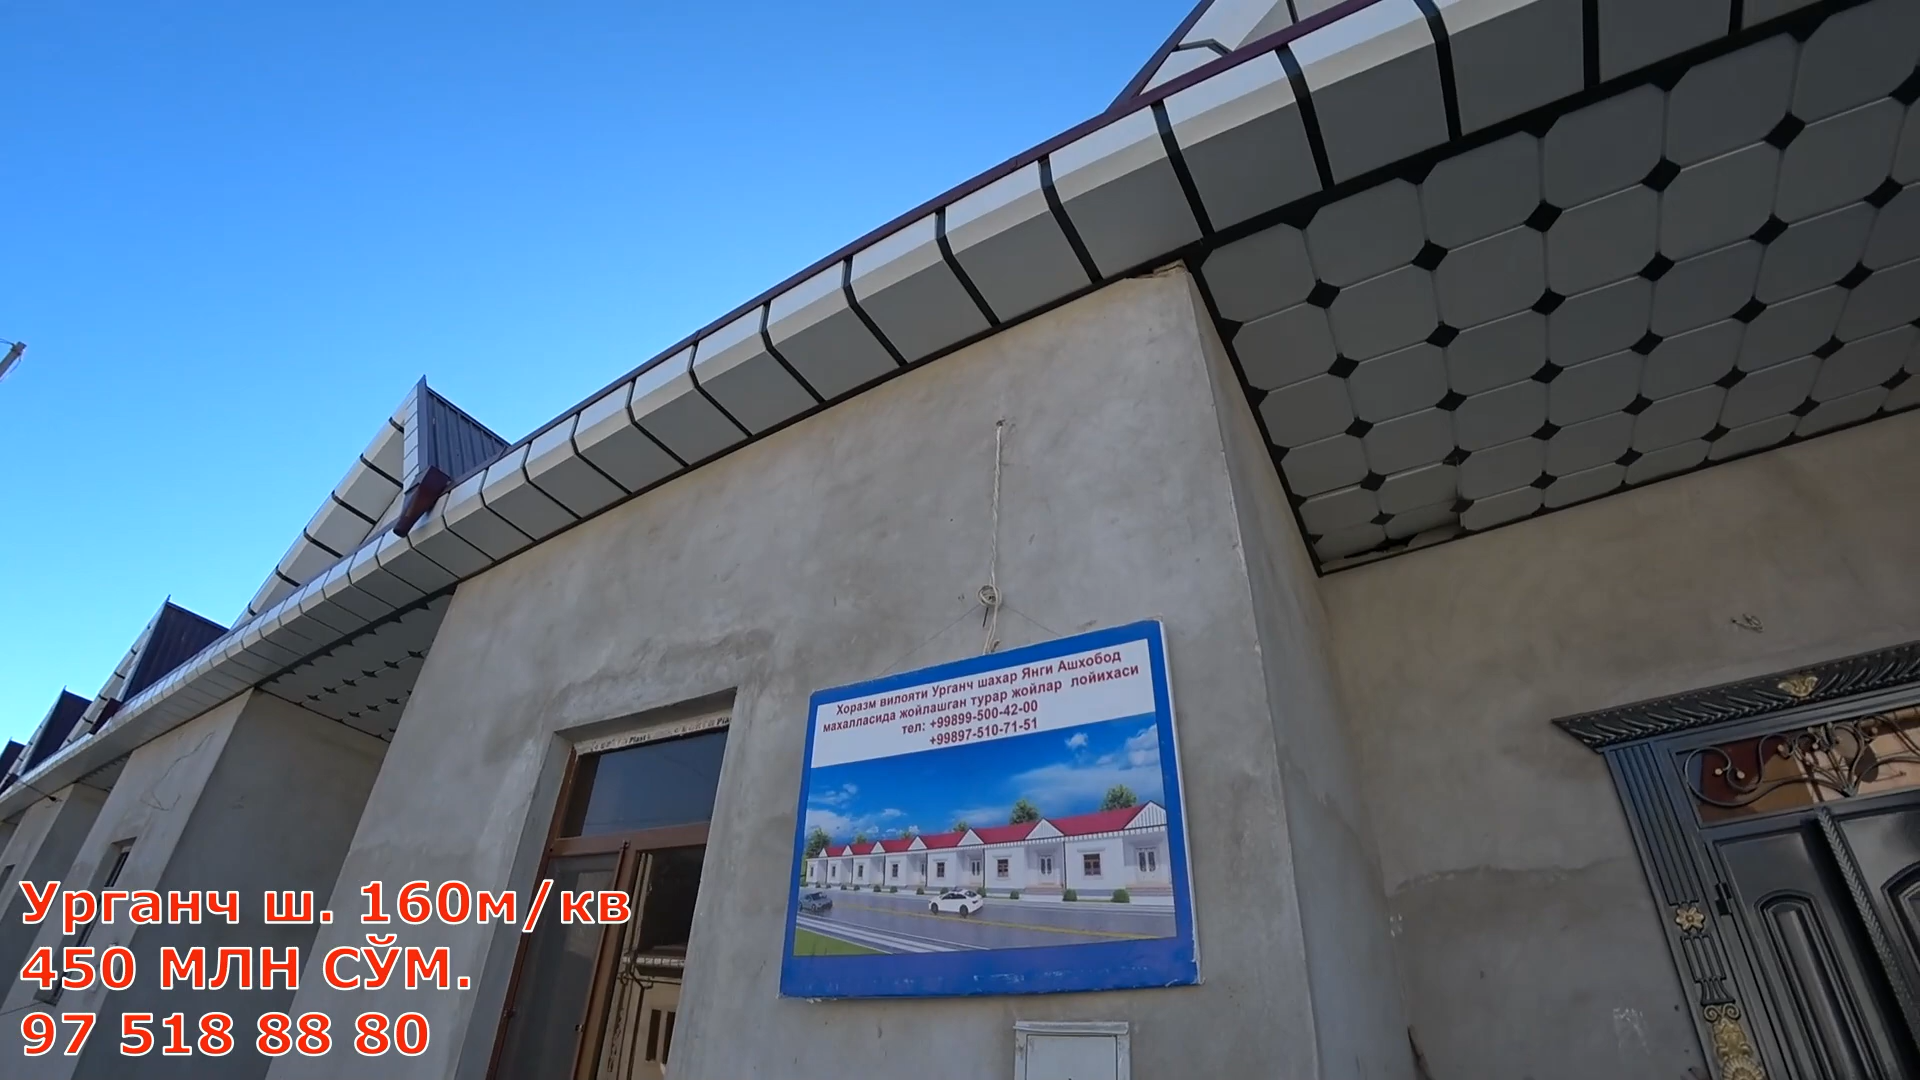 Хоразм вилояти Урганч шахар Янги Ашхобод
махалласида жойлашган турар жойлар лойихаси
тел: +99899-500-42-00
+99897-510-71-51
Урганч ш. 160м/кв
450 МЛН СЎМ.
97 518 88 80